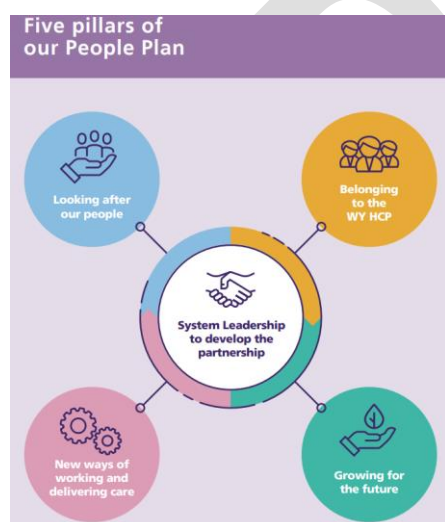 Five pillars of
our People Plan
Looking after
our people
Belonging
to the
WY HCP
System Leadership
to develop the
partnership
New ways of
working and
delivering care
Growing for
the future